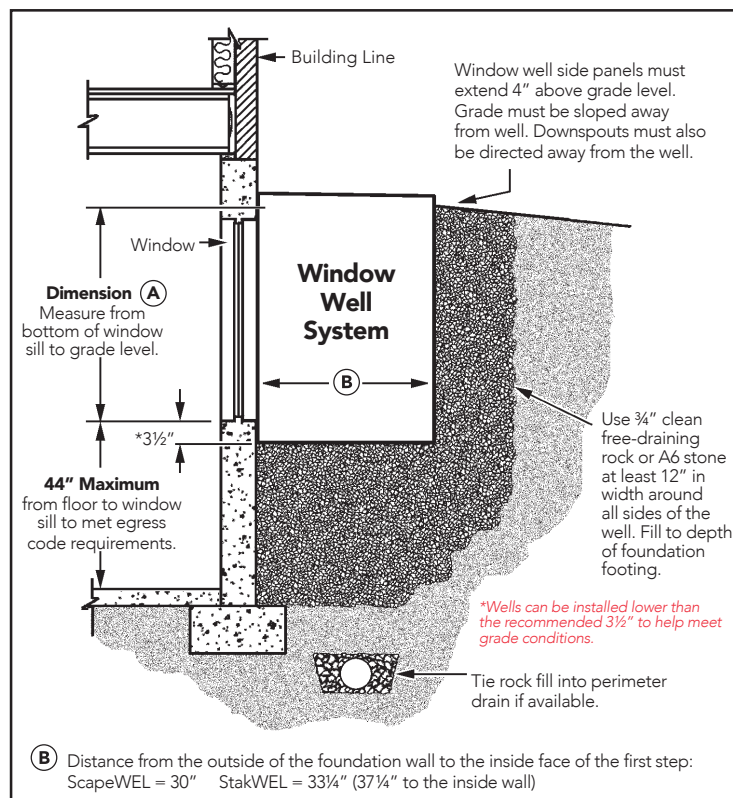 Building Line
Window well side panels must
extend 4" above grade level.
Grade must be sloped away
from well. Downspouts must also
be directed away from the well.
Window
Dimension A
Measure from
bottom of window
sill to grade level.
Window
Well
System
B
*3½"
44" Maximum
from floor to window
sill to met egress
code requirements.
Use ¾" clean
free-draining
rock or A6 stone
at least 12" in
width around
all sides of the
well. Fill to depth
of foundation
footing.
*Wells can be installed lower than
the recommended 3½" to help meet
grade conditions.
Tie rock fill into perimeter
drain if available.
B Distance from the outside of the foundation wall to the inside face of the first step:
ScapeWEL = 30" StakWEL = 33¼" (37¼" to the inside wall)